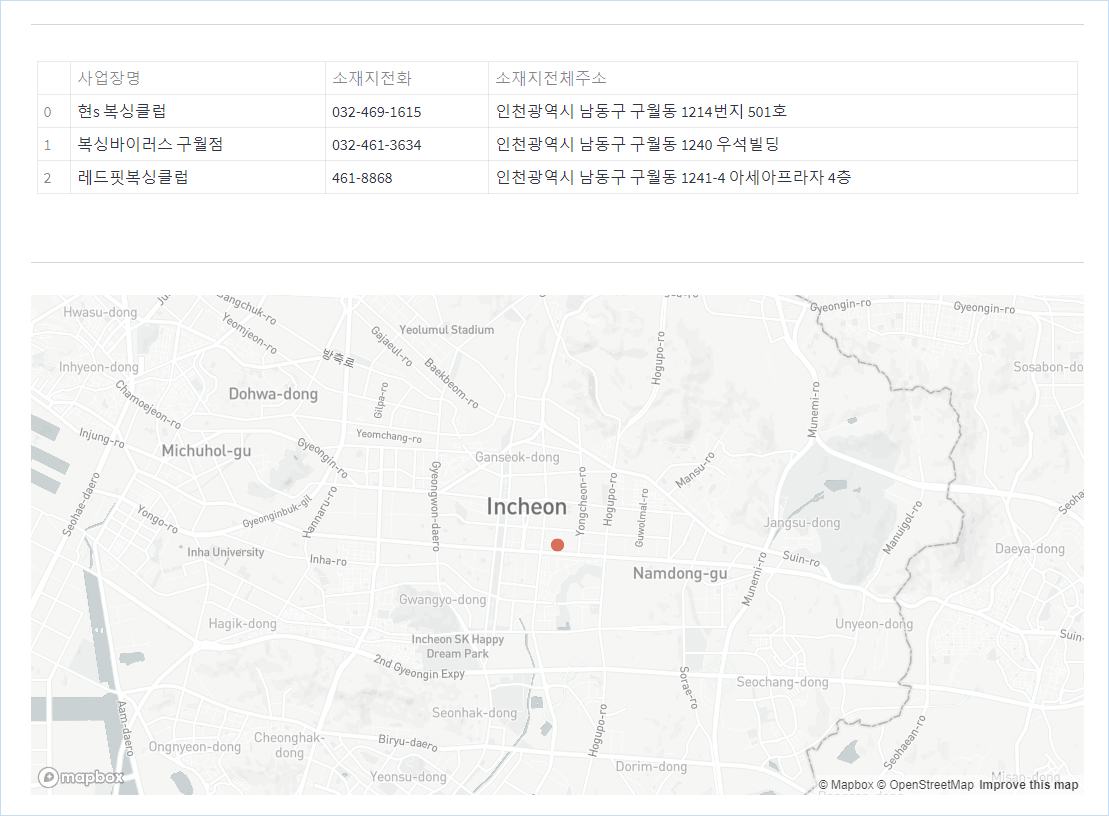 사업장명 소재지전화 소재지전체주소
0 현s 복싱클럽 032-469-1615 인천광역시 남동구 구월동 1214번지 501호
1 복싱바이러스 구월점 032-461-3634 인천광역시 남동구 구월동 1240 우석빌딩
2 레드핏복싱클럽 461-8868 인천광역시 남동구 구월동 1241-4 아세아프라자 4층
Hwasu-dong
Gangchuk-ro
Gyeongin-ro
Gyeongin-ro
Yeomjeon-ro
Gajaeul-ro
Yeolumul Stadium
방축로
Hogupo-ro
Inhyeon-dong
Baekbeom-ro
Sosabon-do
Chamoejeon-ro
Dohwa-dong
Gilpa-ro
Munemi-ro
Injung-ro
Yeomchang-ro
Michuhol-gu
Gyeongin-ro
Ganseok-dong
Mansu-ro
Seohae-daero
Gyeongwon-daero
Yongcheon-ro
Hogupo-ro
Guwolmal-ro
Seoha
Yongo-ro
Gyeonginbuk-gil
Hannaru-ro
Incheon
Jangsu-dong
Manuigol-ro
Inha University
Inha-ro
Suin-ro
Daeya-dong
Namdong-gu
Munemi-ro
Gwangyo-dong
Hagik-dong
Unyeon-dong
Incheon SK Happy
Dream Park
Suin-
2nd Gyeongin Expy
Sorae-ro
Seochang-dong
Aam-daero
Seonhak-dong
Hogupo-ro
Seohaean-ro
Ongnyeon-dong
Cheonghak-
dong
Biryu-daero
Yeonsu-dong
Dorim-dong
Misan-dong
mapbox
© Mapbox © OpenStreetMap Improve this map